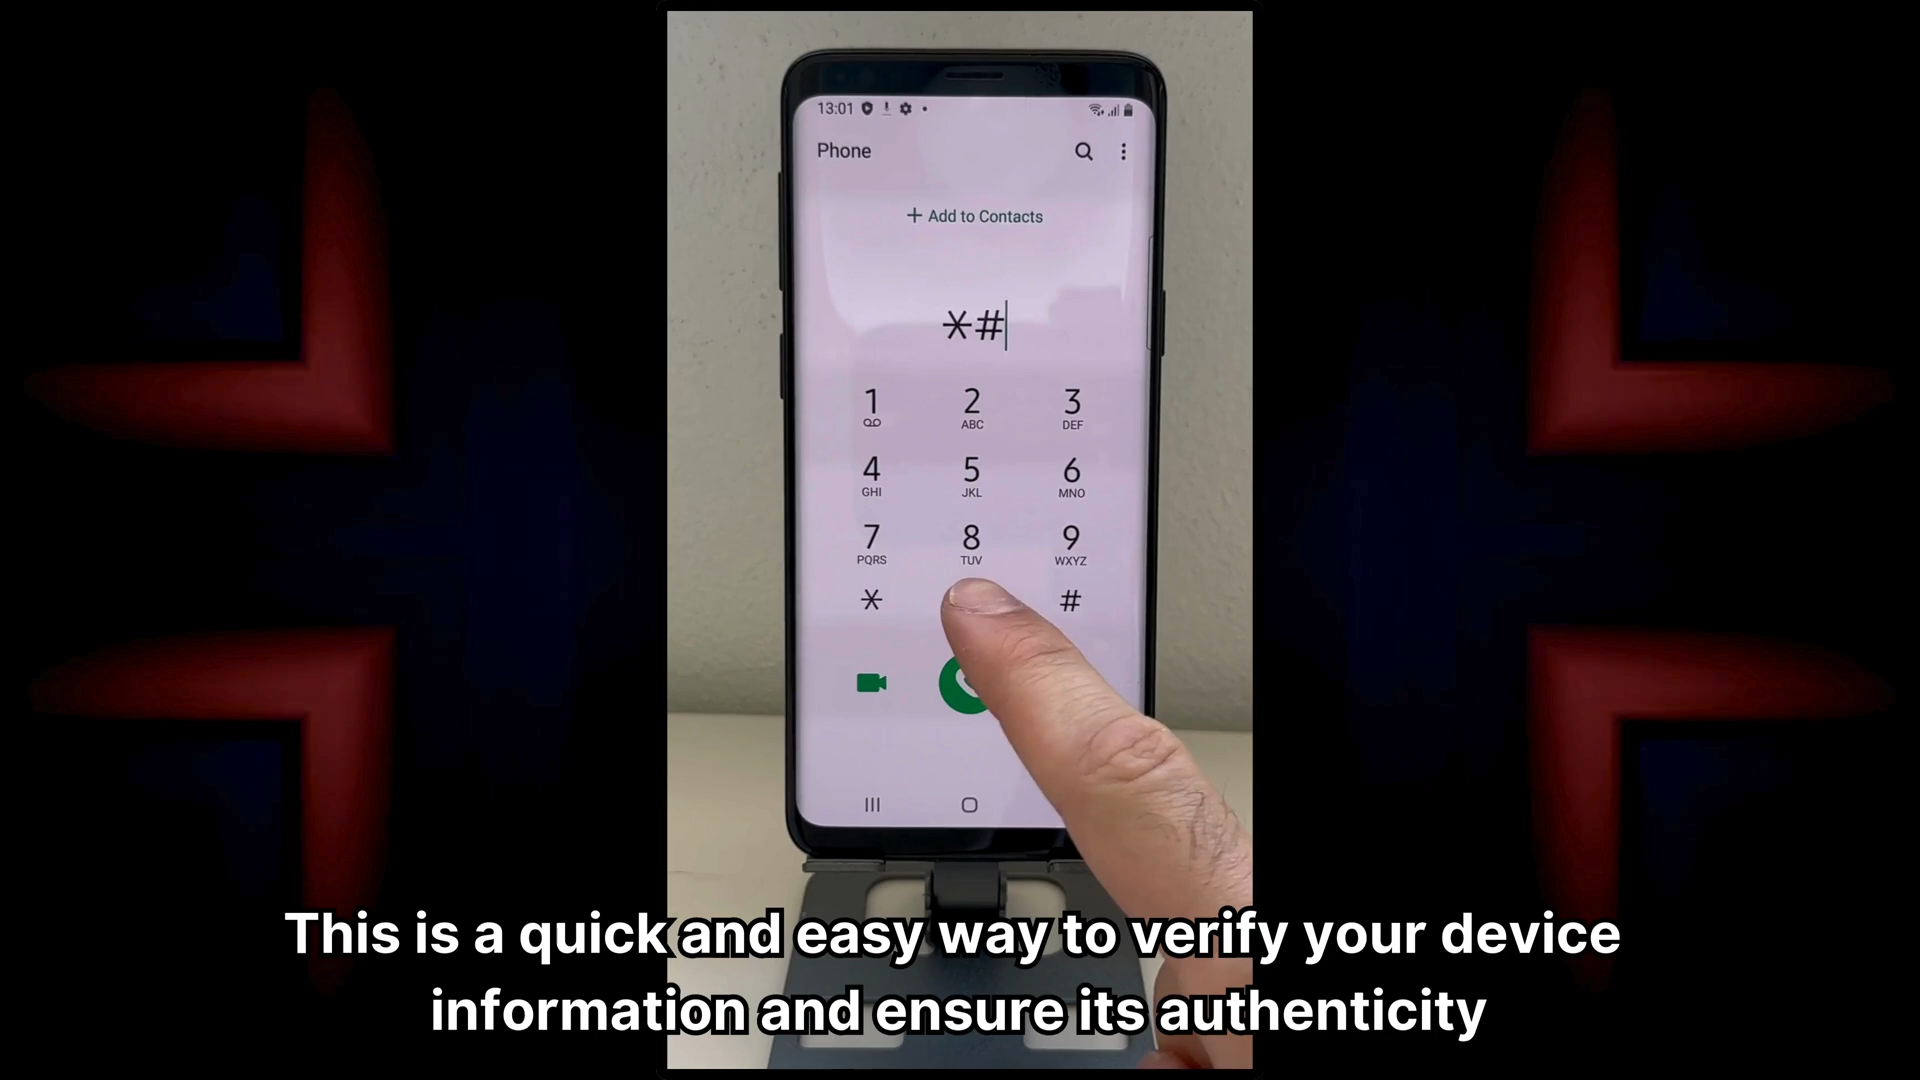 13:01
Phone
+ Add to Contacts
*#
1 2 3
ABC DEF
4 5 6
GHI JKL MNO
7 8 9
PQRS TUV WXYZ
* #
This is a quick and easy way to verify your device
information and ensure its authenticity